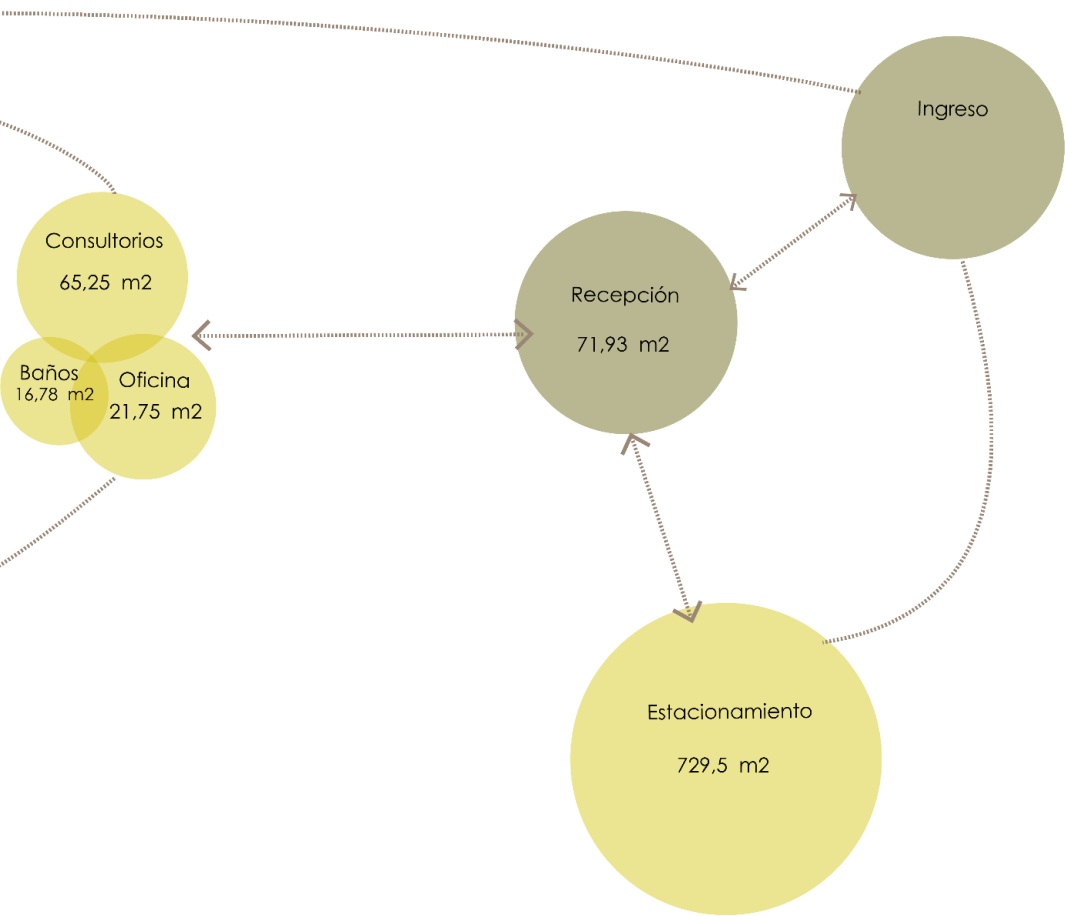 Ingreso
Consultorios
65,25 m2
Recepción
71,93 m2
Baños
16,78 m2
Oficina
21,75 m2
Estacionamiento
729,5 m2